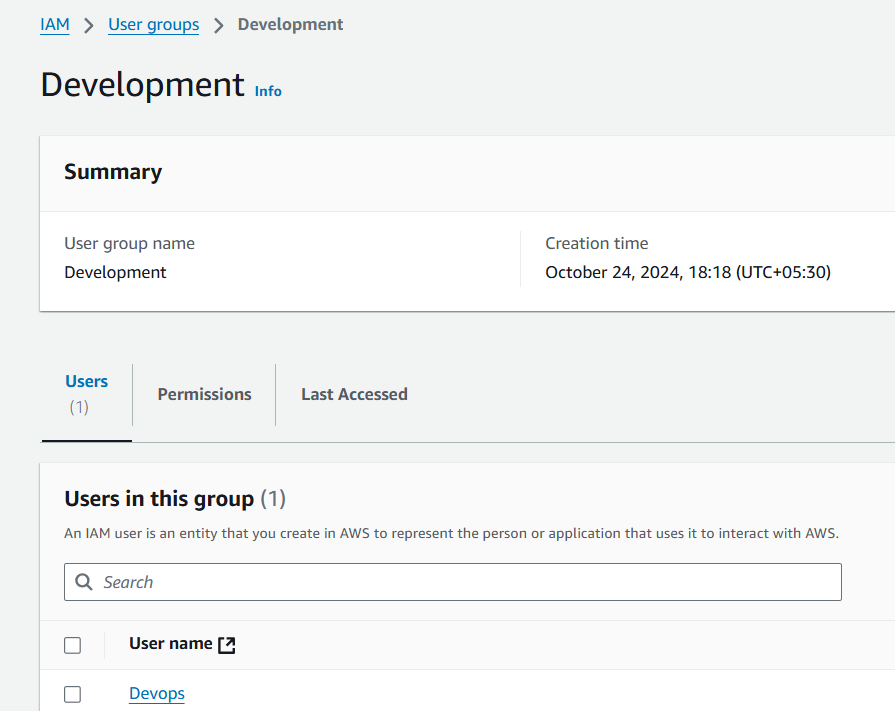 IAM > User groups > Development
Development Info
Summary
User group name
Development
Creation time
October 24, 2024, 18:18 (UTC+05:30)
Users
(1)
Permissions
Last Accessed
Users in this group (1)
An IAM user is an entity that you create in AWS to represent the person or application that uses it to interact with AWS.
Search
User name
Devops